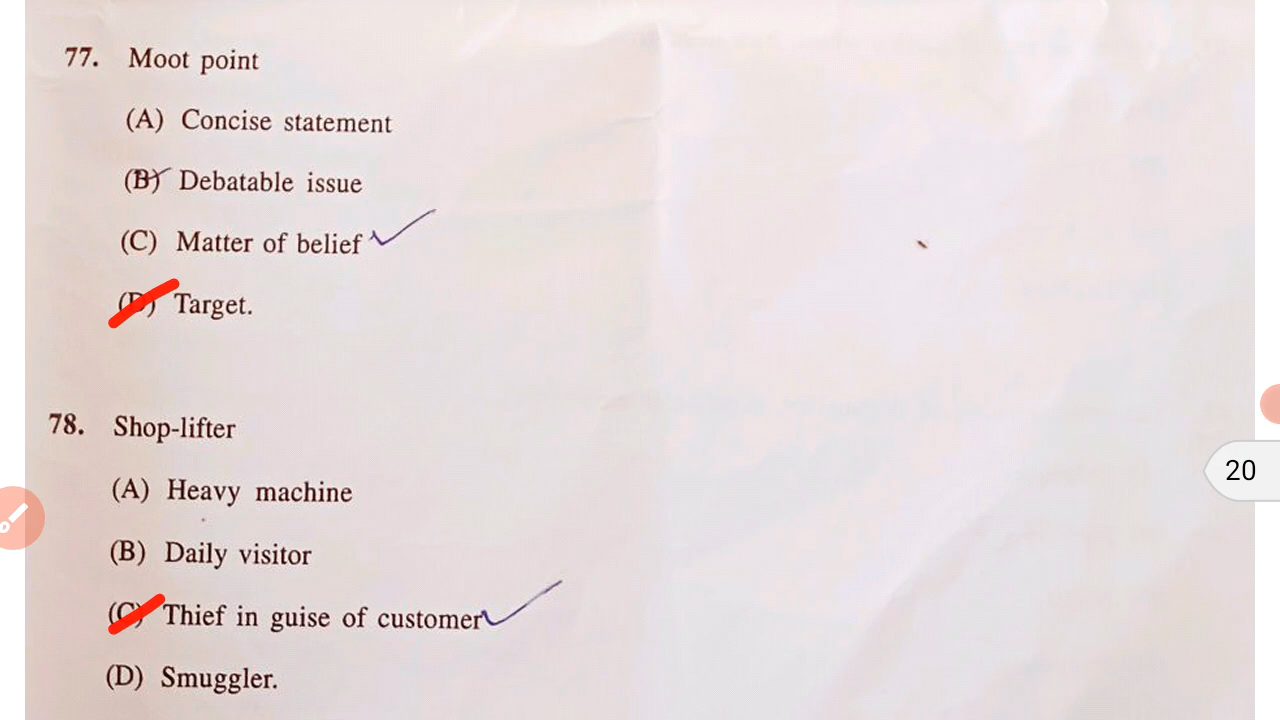 77. Moot point
(A) Concise statement
(B) Debatable issue
(C) Matter of belief
(D) Target.
78. Shop-lifter
(A) Heavy machine
(B) Daily visitor
(C) Thief in guise of customer
(D) Smuggler.
20